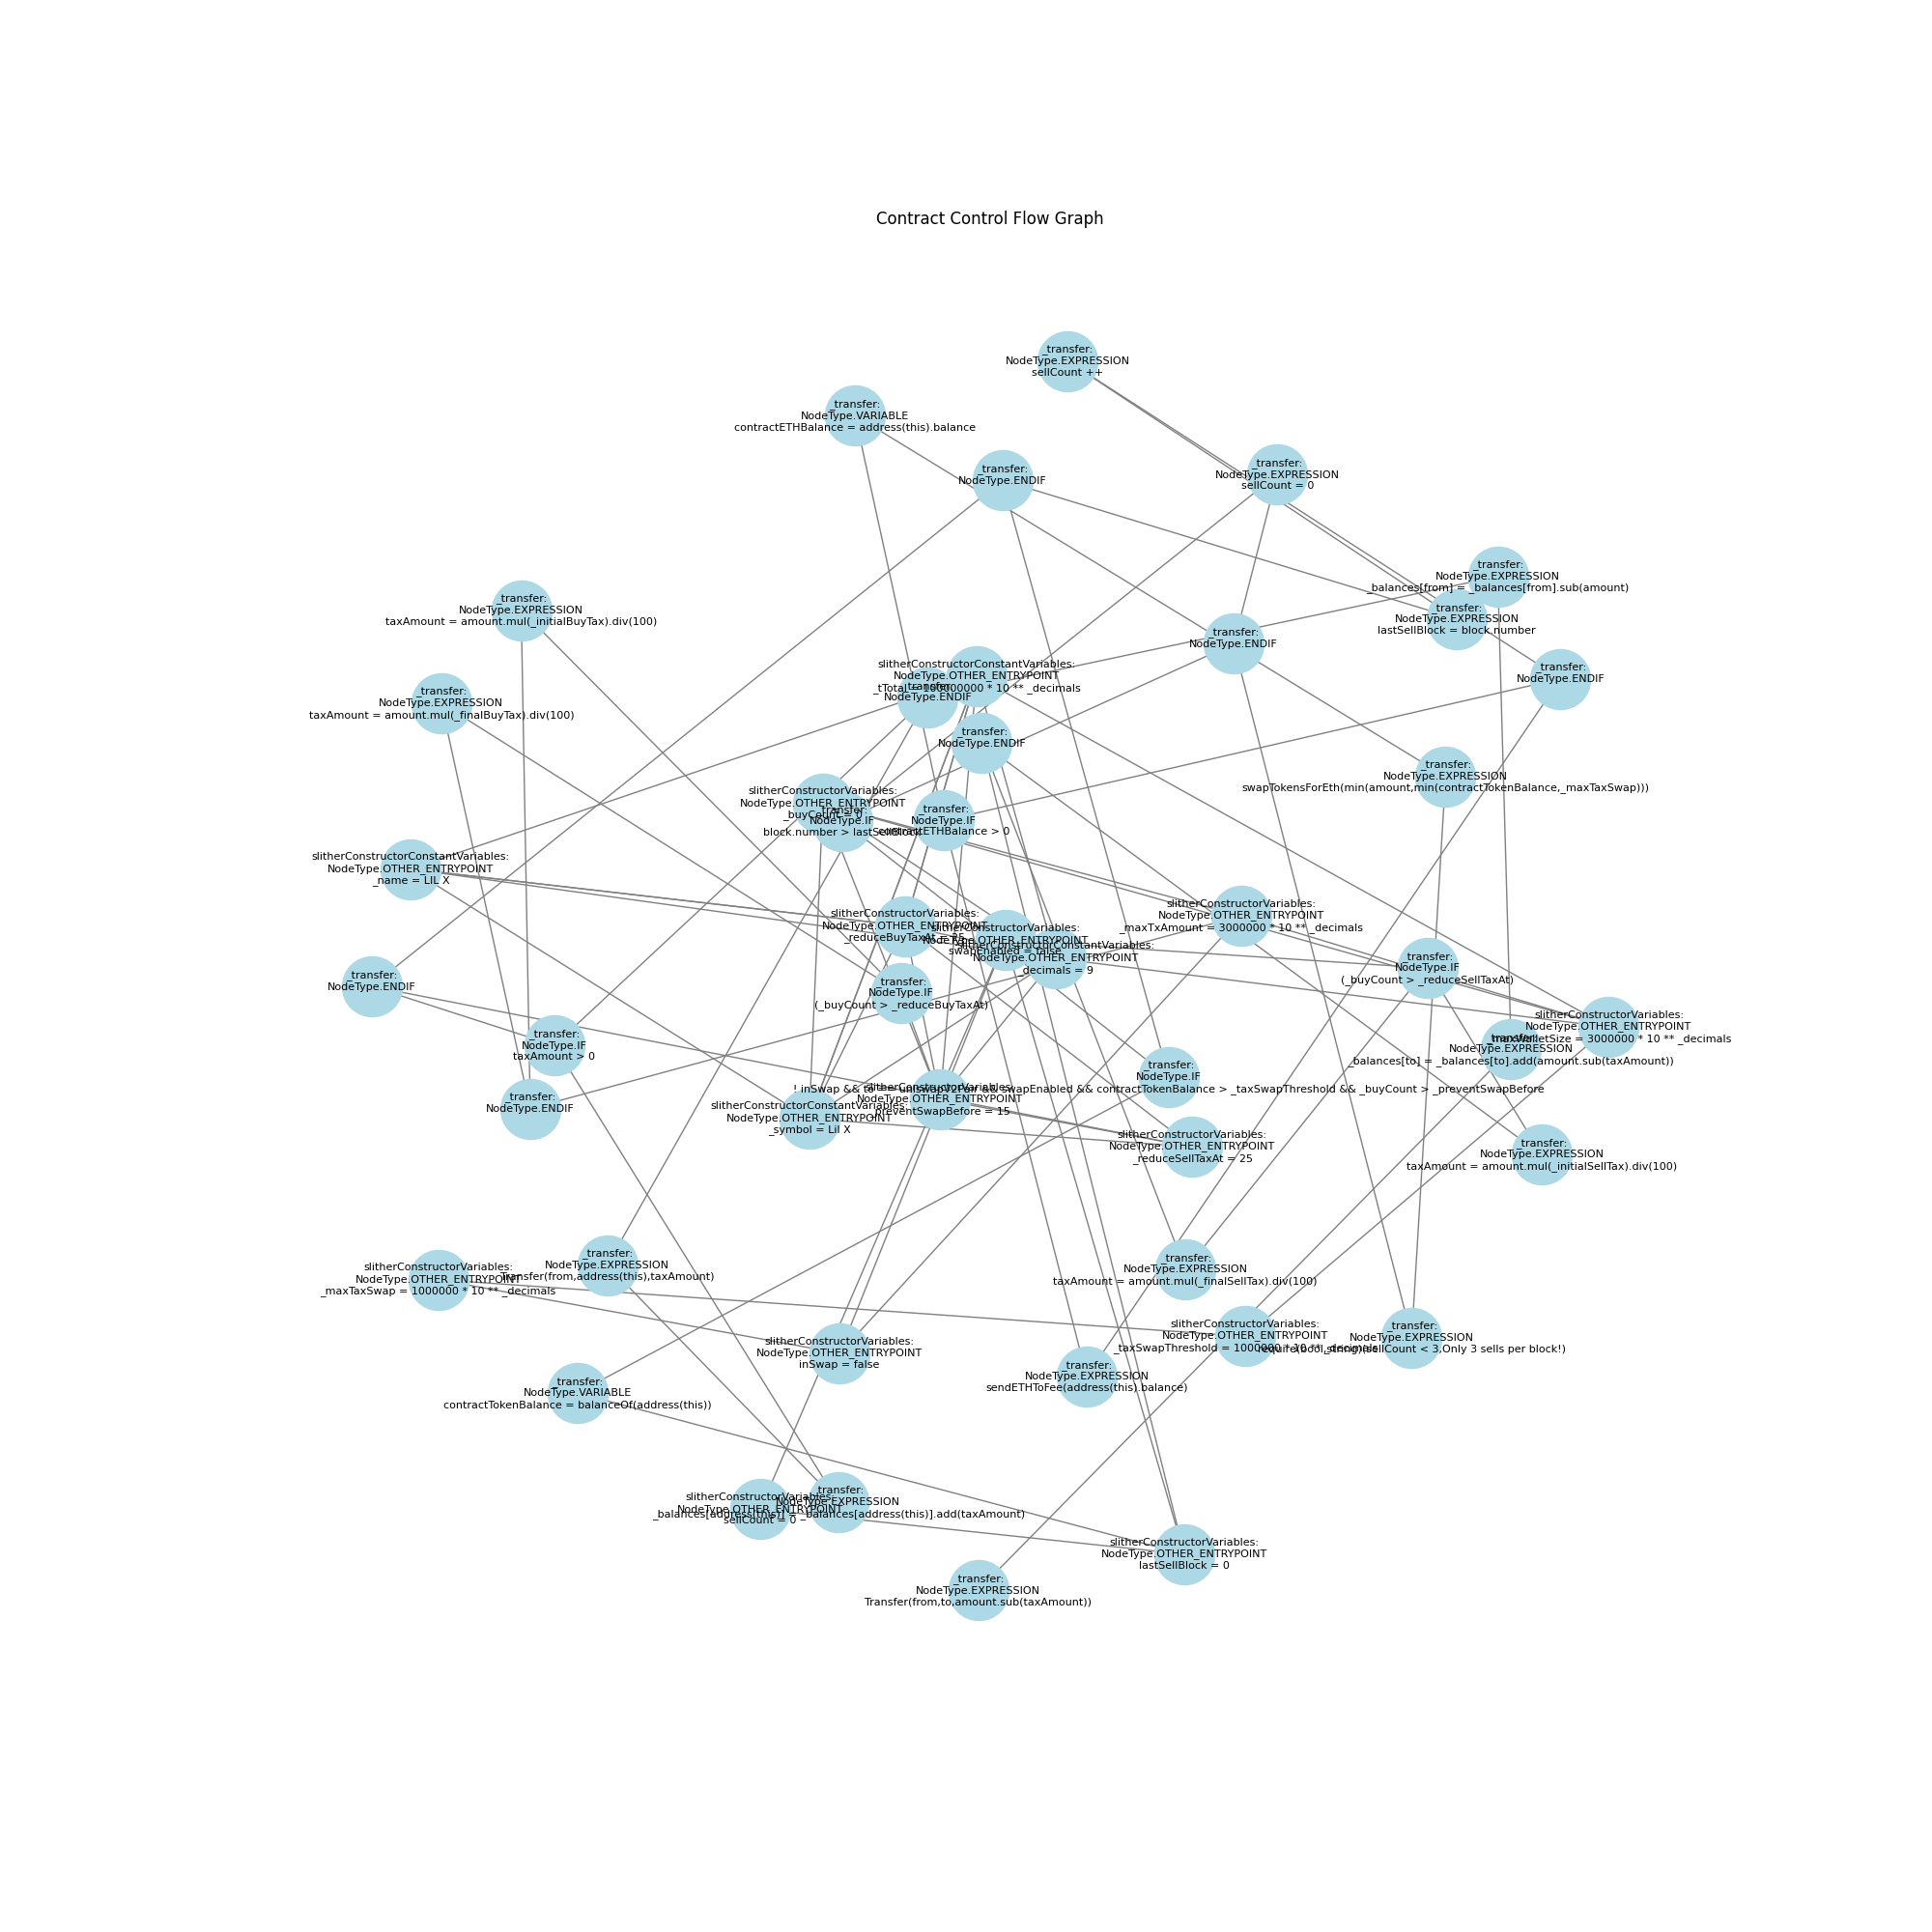 Contract Control Flow Graph
_transfer:
NodeType.EXPRESSION
sellCount ++
_transfer:
NodeType.VARIABLE
contractETHBalance = address(this).balance
_transfer:
NodeType.ENDIF
_transfer:
NodeType.EXPRESSION
sellCount = 0
_transfer:
NodeType.EXPRESSION
_balances[from] = _balances[from].sub(amount)
_transfer:
NodeType.EXPRESSION
taxAmount = amount.mul(_initialBuyTax).div(100)
_transfer:
NodeType.EXPRESSION
lastSellBlock = block.number
_transfer:
NodeType.ENDIF
_transfer:
NodeType.ENDIF
slitherConstructorConstantVariables:
NodeType.OTHER_ENTRYPOINT
_tTotal = 100000000 * 10 ** _decimals
_transfer:
NodeType.ENDIF
_transfer:
NodeType.EXPRESSION
taxAmount = amount.mul(_finalBuyTax).div(100)
_transfer:
NodeType.ENDIF
_transfer:
NodeType.EXPRESSION
swapTokensForEth(min(amount,min(contractTokenBalance,_maxTaxSwap)))
slitherConstructorVariables:
NodeType.OTHER_ENTRYPOINT
_buyCount = 0
_transfer:
NodeType.IF
block.number > lastSellBlock
_transfer:
NodeType.IF
contractETHBalance > 0
slitherConstructorConstantVariables:
NodeType.OTHER_ENTRYPOINT
_name = LIL X
slitherConstructorVariables:
NodeType.OTHER_ENTRYPOINT
_maxTxAmount = 3000000 * 10 ** _decimals
slitherConstructorVariables:
NodeType.OTHER_ENTRYPOINT
_reduceBuyTaxAt = 25
slitherConstructorVariables:
NodeType.OTHER_ENTRYPOINT
swapEnabled = false
slitherConstructorConstantVariables:
NodeType.OTHER_ENTRYPOINT
_decimals = 9
_transfer:
NodeType.IF
(_buyCount > _reduceSellTaxAt)
_transfer:
NodeType.ENDIF
_transfer:
NodeType.IF
(_buyCount > _reduceBuyTaxAt)
slitherConstructorVariables:
NodeType.OTHER_ENTRYPOINT
_maxWalletSize = 3000000 * 10 ** _decimals
_transfer:
NodeType.IF
taxAmount > 0
_transfer:
NodeType.EXPRESSION
_balances[to] = _balances[to].add(amount.sub(taxAmount))
_transfer:
NodeType.IF
! inSwap && to == uniswapV2Pair && swapEnabled && contractTokenBalance > _taxSwapThreshold && _buyCount > _preventSwapBefore
slitherConstructorVariables:
NodeType.OTHER_ENTRYPOINT
_preventSwapBefore = 15
_transfer:
NodeType.ENDIF
slitherConstructorConstantVariables:
NodeType.OTHER_ENTRYPOINT
_symbol = Lil X
slitherConstructorVariables:
NodeType.OTHER_ENTRYPOINT
_reduceSellTaxAt = 25
_transfer:
NodeType.EXPRESSION
taxAmount = amount.mul(_initialSellTax).div(100)
_transfer:
NodeType.EXPRESSION
Transfer(from,address(this),taxAmount)
slitherConstructorVariables:
NodeType.OTHER_ENTRYPOINT
_maxTaxSwap = 1000000 * 10 ** _decimals
_transfer:
NodeType.EXPRESSION
taxAmount = amount.mul(_finalSellTax).div(100)
slitherConstructorVariables:
NodeType.OTHER_ENTRYPOINT
_taxSwapThreshold = 1000000 * 10 ** _decimals
_transfer:
NodeType.EXPRESSION
require(bool,string)(sellCount < 3,Only 3 sells per block!)
slitherConstructorVariables:
NodeType.OTHER_ENTRYPOINT
inSwap = false
_transfer:
NodeType.EXPRESSION
sendETHToFee(address(this).balance)
_transfer:
NodeType.VARIABLE
contractTokenBalance = balanceOf(address(this))
slitherConstructorVariables:
NodeType.OTHER_ENTRYPOINT
sellCount = 0
_transfer:
NodeType.EXPRESSION
_balances[address(this)] = _balances[address(this)].add(taxAmount)
slitherConstructorVariables:
NodeType.OTHER_ENTRYPOINT
lastSellBlock = 0
_transfer:
NodeType.EXPRESSION
Transfer(from,to,amount.sub(taxAmount))